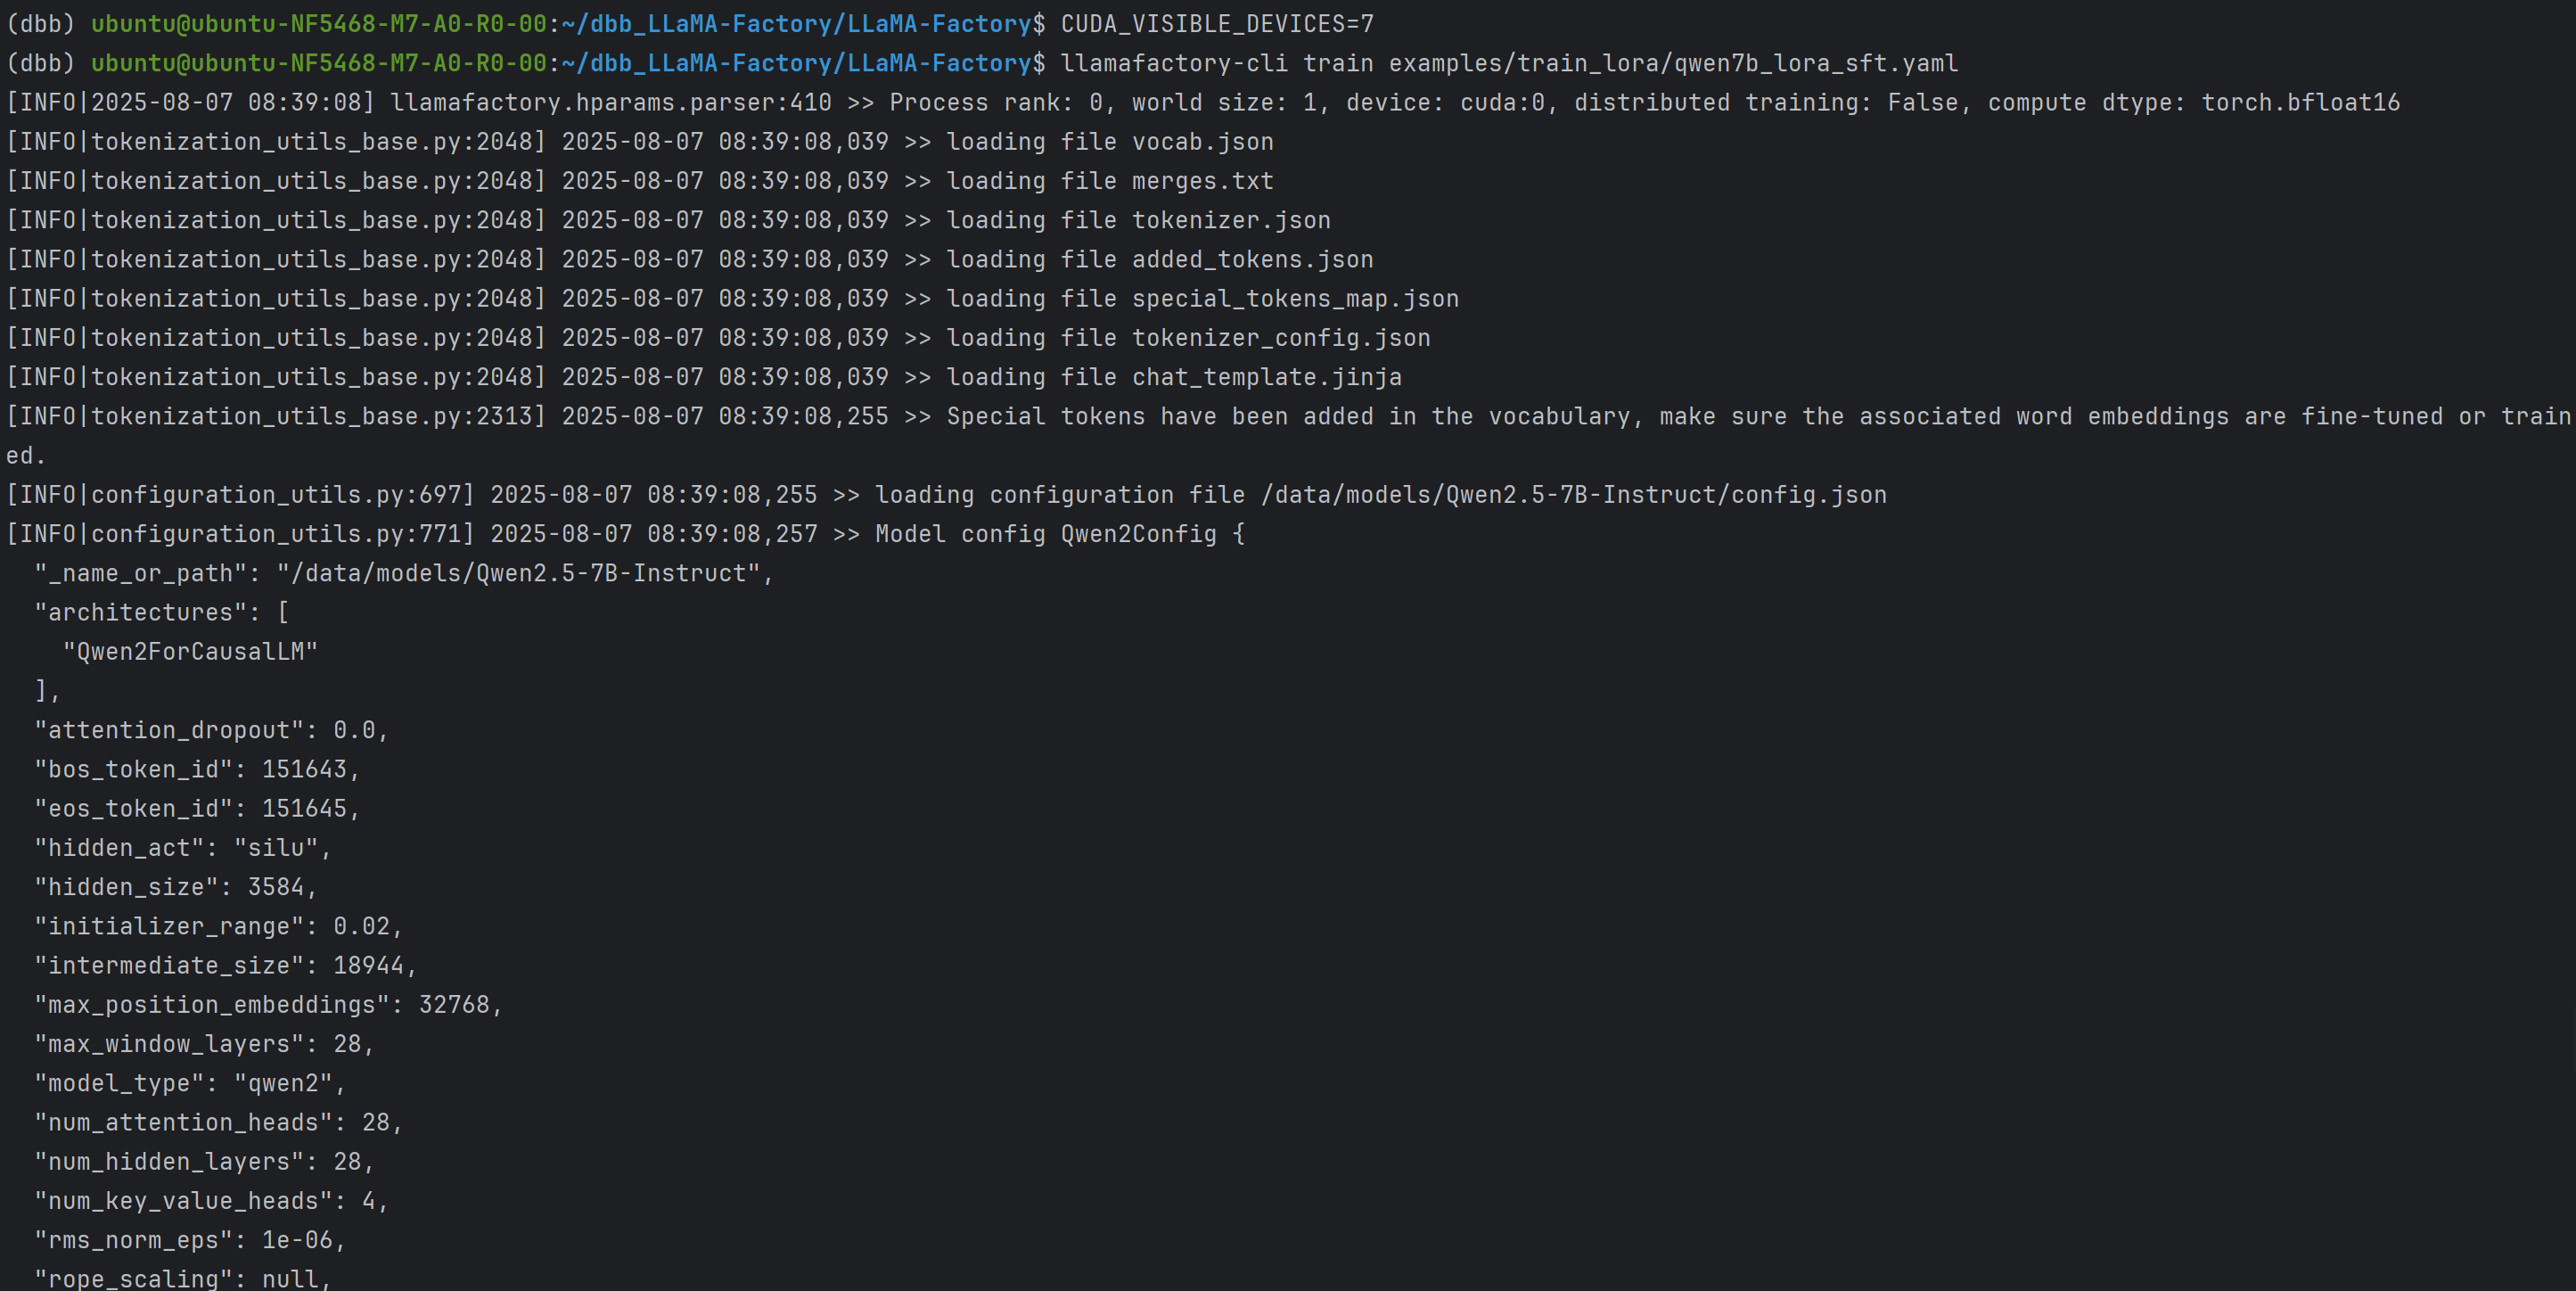 (dbb) ubuntu@ubuntu-NF5468-M7-A0-R0-00:~/dbb_LLaMA-Factory/LLaMA-Factory$ CUDA_VISIBLE_DEVICES=7
(dbb) ubuntu@ubuntu-NF5468-M7-A0-R0-00:~/dbb_LLaMA-Factory/LLaMA-Factory$ llamafactory-cli train examples/train_lora/qwen7b_lora_sft.yaml
[INFO|2025-08-07 08:39:08] llamafactory.hparams.parser:410 >> Process rank: 0, world size: 1, device: cuda:0, distributed training: False, compute dtype: torch.bfloat16
[INFO|tokenization_utils_base.py:2048] 2025-08-07 08:39:08,039 >> loading file vocab.json
[INFO|tokenization_utils_base.py:2048] 2025-08-07 08:39:08,039 >> loading file merges.txt
[INFO|tokenization_utils_base.py:2048] 2025-08-07 08:39:08,039 >> loading file tokenizer.json
[INFO|tokenization_utils_base.py:2048] 2025-08-07 08:39:08,039 >> loading file added_tokens.json
[INFO|tokenization_utils_base.py:2048] 2025-08-07 08:39:08,039 >> loading file special_tokens_map.json
[INFO|tokenization_utils_base.py:2048] 2025-08-07 08:39:08,039 >> loading file tokenizer_config.json
[INFO|tokenization_utils_base.py:2048] 2025-08-07 08:39:08,039 >> loading file chat_template.jinja
[INFO|tokenization_utils_base.py:2313] 2025-08-07 08:39:08,255 >> Special tokens have been added in the vocabulary, make sure the associated word embeddings are fine-tuned or train
ed.
[INFO|configuration_utils.py:697] 2025-08-07 08:39:08,255 >> loading configuration file /data/models/Qwen2.5-7B-Instruct/config.json
[INFO|configuration_utils.py:771] 2025-08-07 08:39:08,257 >> Model config Qwen2Config {
  "_name_or_path": "/data/models/Qwen2.5-7B-Instruct",
  "architectures": [
    "Qwen2ForCausalLM"
  ],
  "attention_dropout": 0.0,
  "bos_token_id": 151643,
  "eos_token_id": 151645,
  "hidden_act": "silu",
  "hidden_size": 3584,
  "initializer_range": 0.02,
  "intermediate_size": 18944,
  "max_position_embeddings": 32768,
  "max_window_layers": 28,
  "model_type": "qwen2",
  "num_attention_heads": 28,
  "num_hidden_layers": 28,
  "num_key_value_heads": 4,
  "rms_norm_eps": 1e-06,
  "rope_scaling": null,